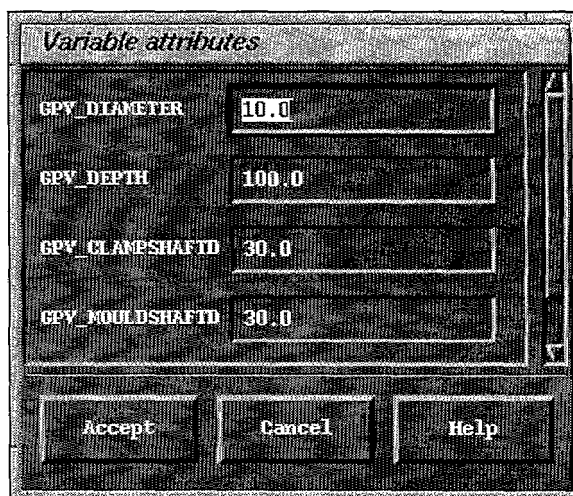 Variable attributes
GPV_DIAMETER 10.0
GPV_DEPTH 100.0
GPV_CLAMPSHAFTD 30.0
GPV_MOULDSHAFTD 30.0
Accept Cancel Help